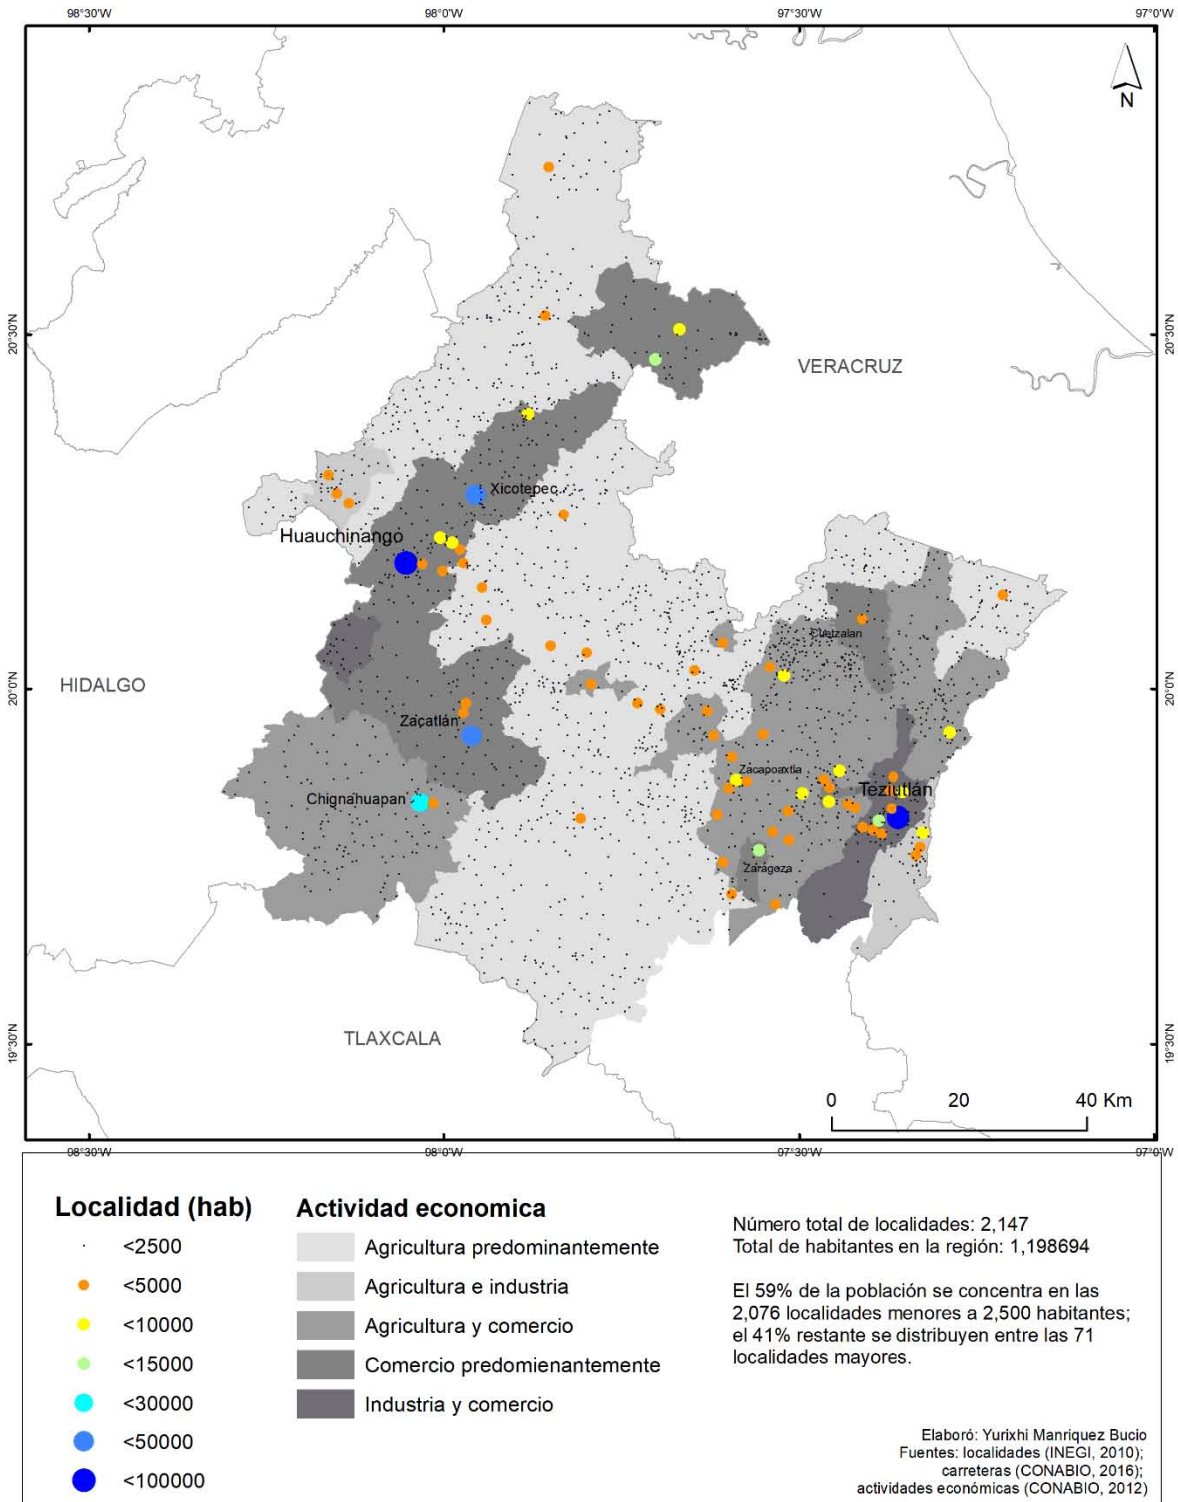 98°30'W
98°0'W
97°30'W
97°0'W
N
20°30'N
20°30'N
VERACRUZ
Xicotepec
Huauchinango
Cuetzalan
HIDALGO
20°0'N
20°0'N
Zacatlán
Zacapoaxtla
Teziutlán
Chignahuapan
Zaragoza
TLAXCALA
19°30'N
19°30'N
0 20 40 Km
98°30'W
98°0'W
97°30'W
97°0'W
Localidad (hab)
<2500
<5000
<10000
<15000
<30000
<50000
<100000
Actividad economica
Agricultura predominantemente
Agricultura e industria
Agricultura y comercio
Comercio predomienantemente
Industria y comercio
Número total de localidades: 2,147
Total de habitantes en la región: 1,198694
El 59% de la población se concentra en las
2,076 localidades menores a 2,500 habitantes;
el 41% restante se distribuyen entre las 71
localidades mayores.
Elaboró: Yurixhi Manriquez Bucio
Fuentes: localidades (INEGI, 2010);
carreteras (CONABIO, 2016);
actividades económicas (CONABIO, 2012)